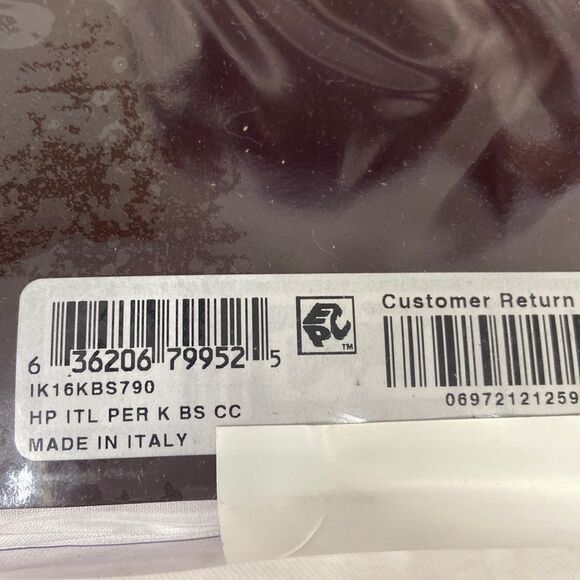 6 36206 79952 5
IK16KBS790
HP ITL PER K BS CC
MADE IN ITALY
EPC
TM
Customer Return
06972121259